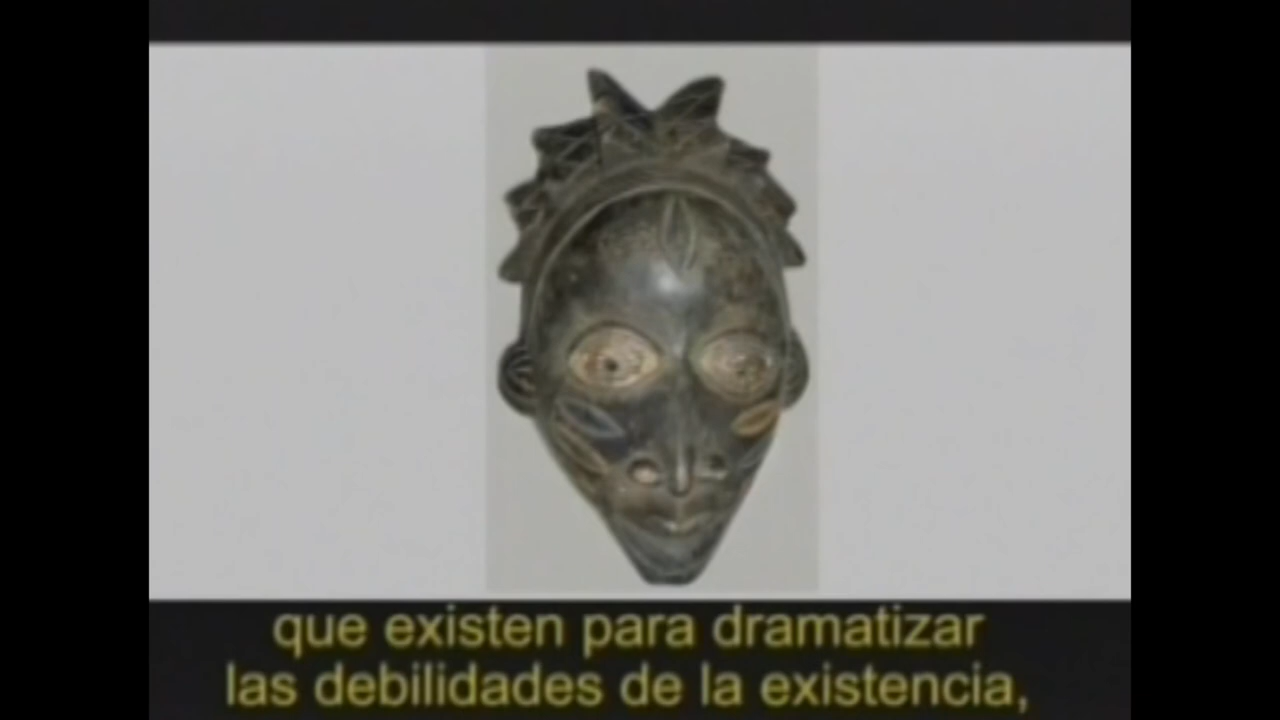 que existen para dramatizar
las debilidades de la existencia,